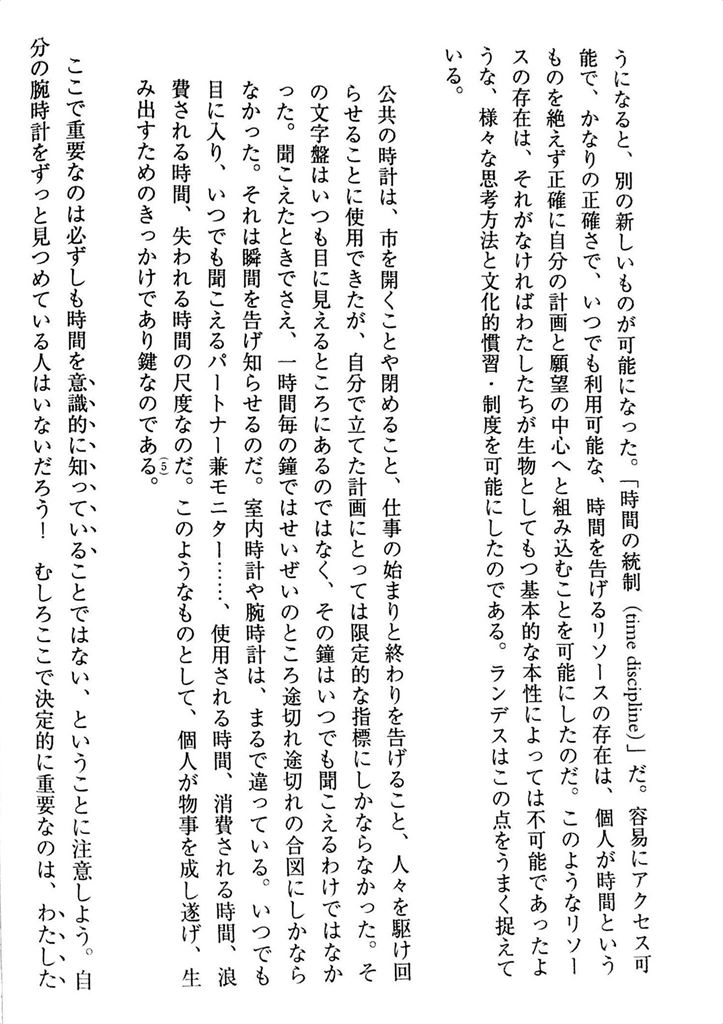 うになると、別の新しいものが可能になった。「時間の統制（time discipline）」だ。容易にアクセス可
能で、かなりの正確さで、いつでも利用可能な、時間を告げるリソースの存在は、個人が時間という
ものを絶えず正確に自分の計画と願望の中心へと組み込むことを可能にしたのだ。このようなリソー
スの存在は、それがなければわたしたちが生物としてもつ基本的な本性によっては不可能であったよ
うな、様々な思考方法と文化的慣習・制度を可能にしたのである。ランデスはこの点をうまく捉えて
いる。
公共の時計は、市を開くことや閉めること、仕事の始まりと終わりを告げること、人々を駆け回
らせることに使用できたが、自分で立てた計画にとっては限定的な指標にしかならなかった。そ
の文字盤はいつも目に見えるところにあるのではなく、その鐘はいつでも聞こえるわけではなか
った。聞こえたときでさえ、一時間毎の鐘ではせいぜいのところ途切れ途切れの合図にしかなら
なかった。それは瞬間を告げ知らせるのだ。室内時計や腕時計は、まるで違っている。いつでも
目に入り、いつでも聞こえるパートナー兼モニター……、使用される時間、消費される時間、浪
費される時間、失われる時間の尺度なのだ。このようなものとして、個人が物事を成し遂げ、生
み出すためのきっかけであり鍵なのである。(5)
ここで重要なのは必ずしも時間を意識的に知っていることではない、ということに注意しよう。自
分の腕時計をずっと見つめている人はいないだろう！　むしろここで決定的に重要なのは、わたした